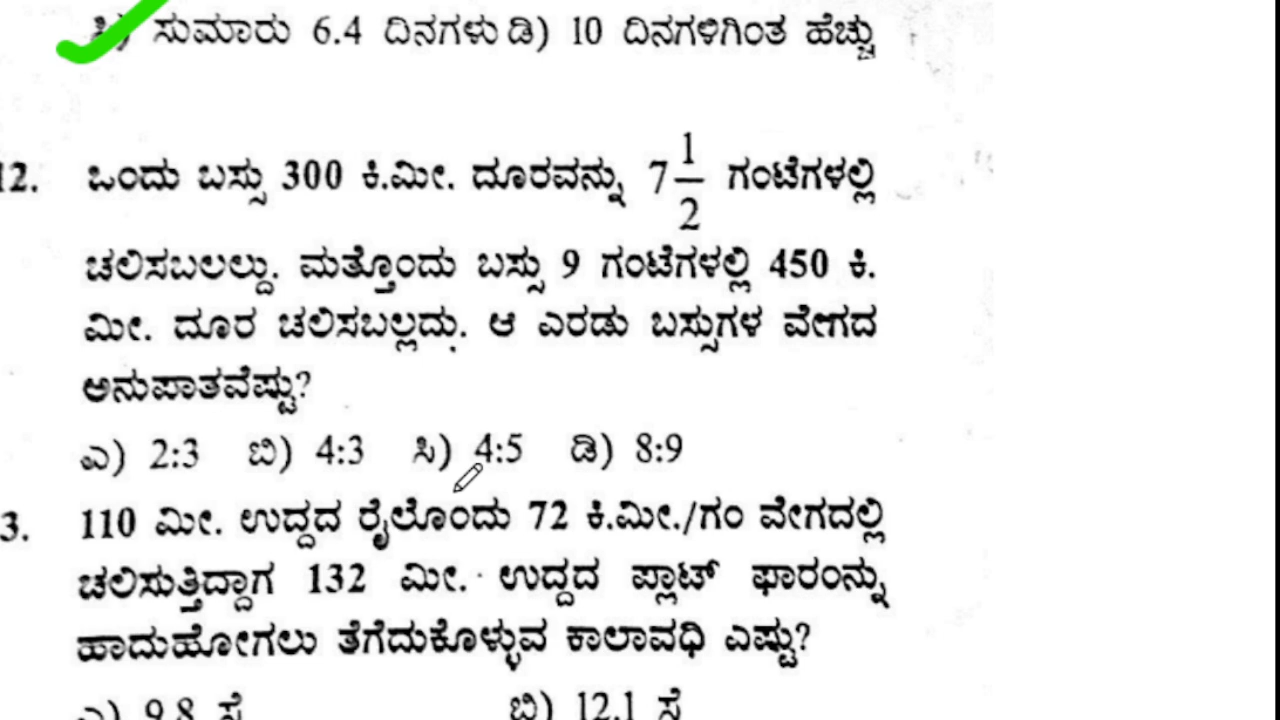 ಸಿ) ಸುಮಾರು 6.4 ದಿನಗಳು ಡಿ) 10 ದಿನಗಳಿಗಿಂತ ಹೆಚ್ಚು
12. ಒಂದು ಬಸ್ಸು 300 ಕಿ.ಮೀ. ದೂರವನ್ನು 7 1/2 ಗಂಟೆಗಳಲ್ಲಿ
ಚಲಿಸಬಲಲ್ದು. ಮತ್ತೊಂದು ಬಸ್ಸು 9 ಗಂಟೆಗಳಲ್ಲಿ 450 ಕಿ.
ಮೀ. ದೂರ ಚಲಿಸಬಲ್ಲದು. ಆ ಎರಡು ಬಸ್ಸುಗಳ ವೇಗದ
ಅನುಪಾತವೆಷ್ಟು?
ಎ) 2:3 ಬಿ) 4:3 ಸಿ) 4:5 ಡಿ) 8:9
3. 110 ಮೀ. ಉದ್ದದ ರೈಲೊಂದು 72 ಕಿ.ಮೀ./ಗಂ ವೇಗದಲ್ಲಿ
ಚಲಿಸುತ್ತಿದ್ದಾಗ 132 ಮೀ. ಉದ್ದದ ಪ್ಲಾಟ್ ಫಾರಂನ್ನು
ಹಾದುಹೋಗಲು ತೆಗೆದುಕೊಳ್ಳುವ ಕಾಲಾವಧಿ ಎಷ್ಟು?
ಎ) 9.8 ಸೆ ಬಿ) 12.1 ಸೆ